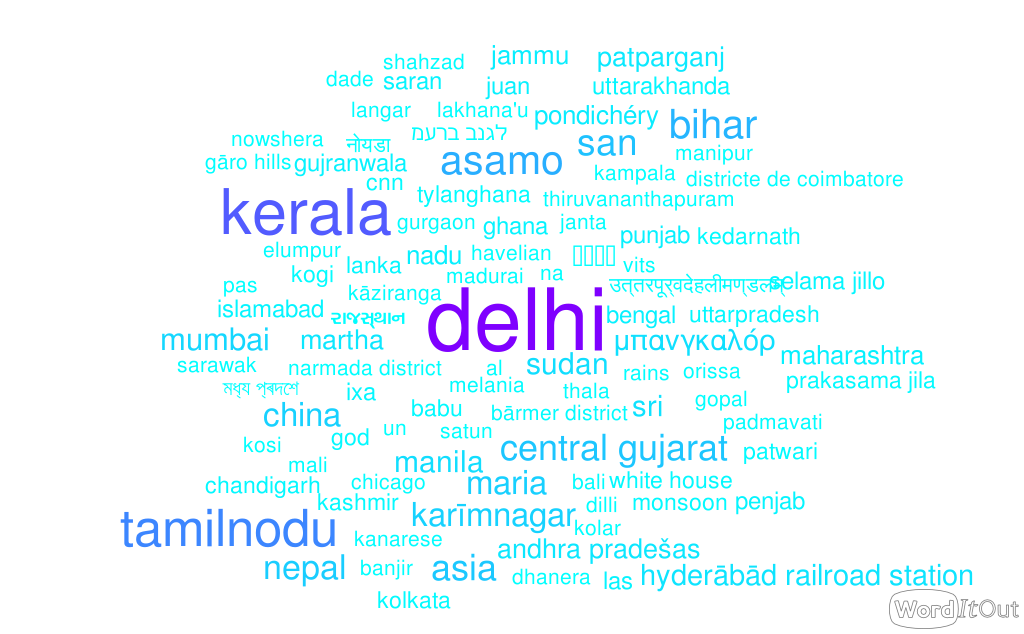 shahzad jammu patparganj
dade saran juan uttarakhanda
langar lakhana'u pondichéry bihar
nowshera नोयडा לגנב ברעמ san
gāro hills gujranwala asamo manipur
cnn kampala districte de coimbatore
kerala tylanghana thiruvananthapuram
gurgaon ghana janta punjab kedarnath
elumpur nadu havelian
kogi lanka madurai na vits
pas kāziranga उत्तरपूर्वदेहलीमण्डलम् selama jillo
islamabad રાજસ્થાન delhi bengal uttarpradesh
mumbai martha μπανγκαλόρ maharashtra
sarawak narmada district al sudan rains orissa
মধ্য প্ৰদেশ ixa melania thala prakasama jila
china babu bārmer district sri gopal
god un satun padmavati
kosi central gujarat patwari
mali manila
chandigarh chicago maria bali white house
kashmir dilli monsoon penjab
tamilnodu karīmnagar kolar
kanarese andhra pradešas
nepal banjir asia dhanera las hyderābād railroad station
kolkata
WordItOut